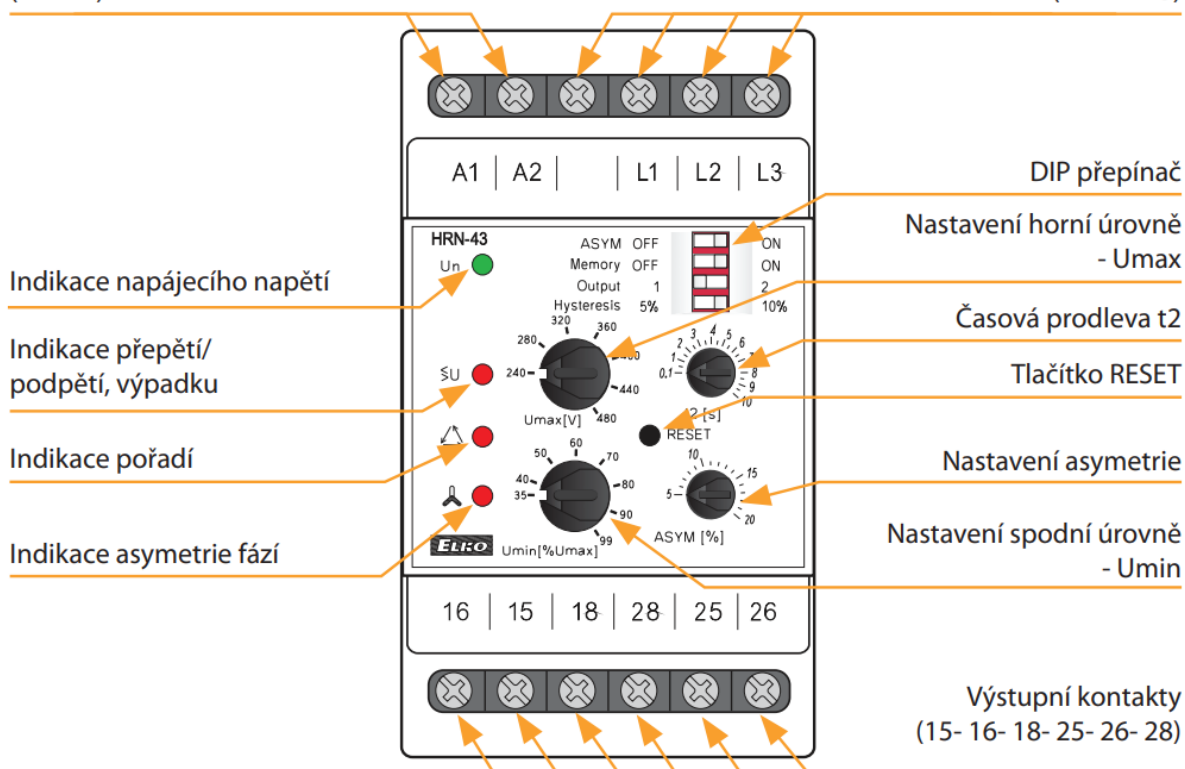 A1 A2 L1 L2 L3
DIP přepínač
Nastavení horní úrovně
- Umax
Časová prodleva t2
Tlačítko RESET
Nastavení asymetrie
Nastavení spodní úrovně
- Umin
Indikace napájecího napětí
Indikace přepětí/
podpětí, výpadku
Indikace pořadí
Indikace asymetrie fází
HRN-43
Un
ASYM OFF ON
Memory OFF ON
Output 1 2
Hysteresis 5% 10%
240 280 320 360 440 480
Umax[V]
0,1 1 2 3 4 5 6 8 9 10
[s]
RESET
35 40 50 60 70 80 90 99
Umin[%Umax]
5 10 15 20
ASYM [%]
ELKO
16 15 18 28 25 26
Výstupní kontakty
(15- 16- 18- 25- 26- 28)